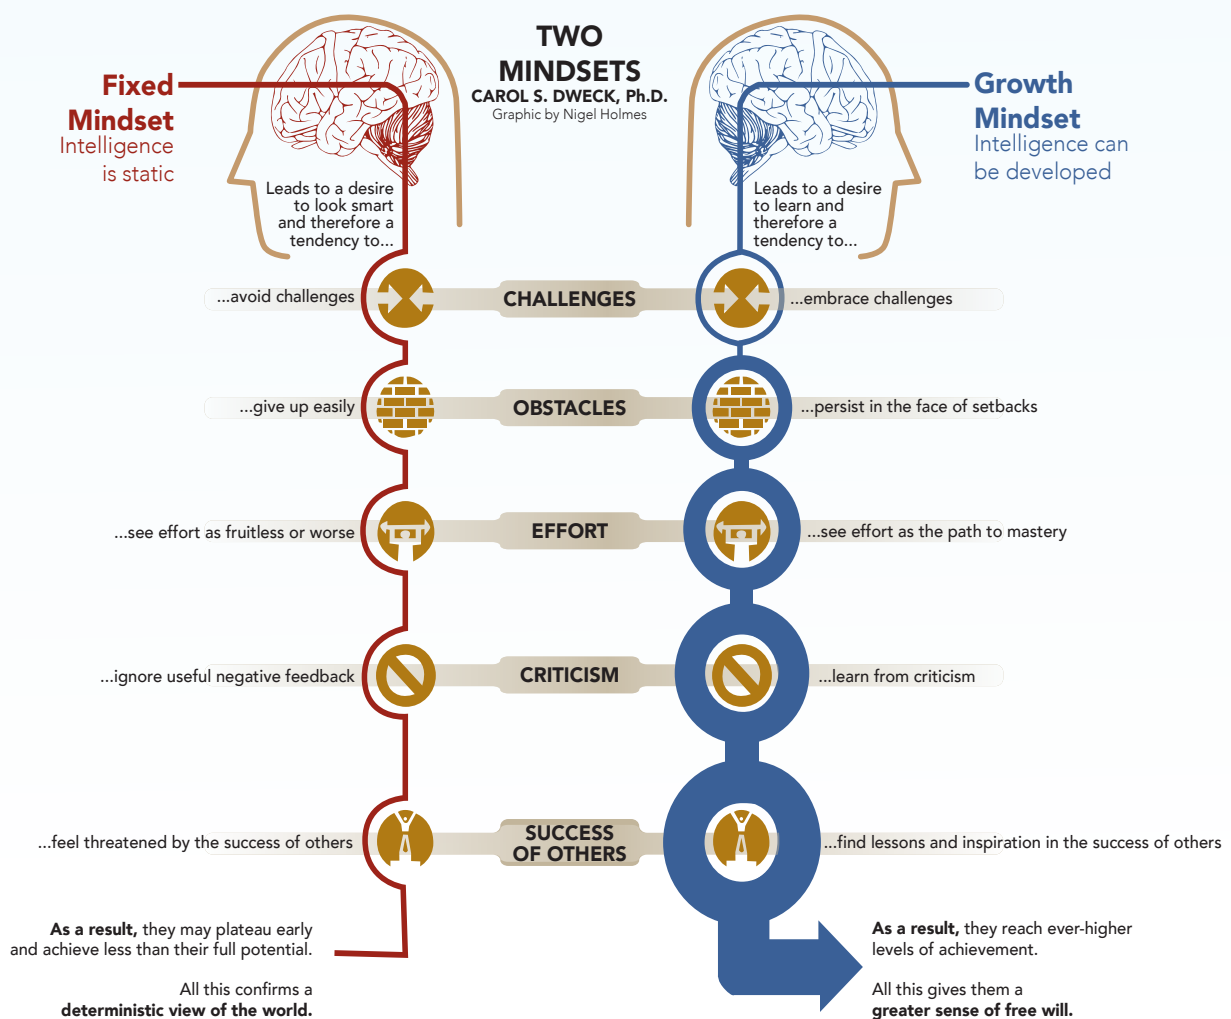 TWO
MINDSETS
CAROL S. DWECK, Ph.D.
Graphic by Nigel Holmes
Fixed
Mindset
Intelligence
is static
Growth
Mindset
Intelligence can
be developed
Leads to a desire
to look smart
and therefore a
tendency to...
Leads to a desire
to learn and
therefore a
tendency to...
...avoid challenges
CHALLENGES
...embrace challenges
...give up easily
OBSTACLES
...persist in the face of setbacks
...see effort as fruitless or worse
EFFORT
...see effort as the path to mastery
...ignore useful negative feedback
CRITICISM
...learn from criticism
...feel threatened by the success of others
SUCCESS
OF OTHERS
...find lessons and inspiration in the success of others
As a result, they may plateau early
and achieve less than their full potential.
All this confirms a
deterministic view of the world.
As a result, they reach ever-higher
levels of achievement.
All this gives them a
greater sense of free will.